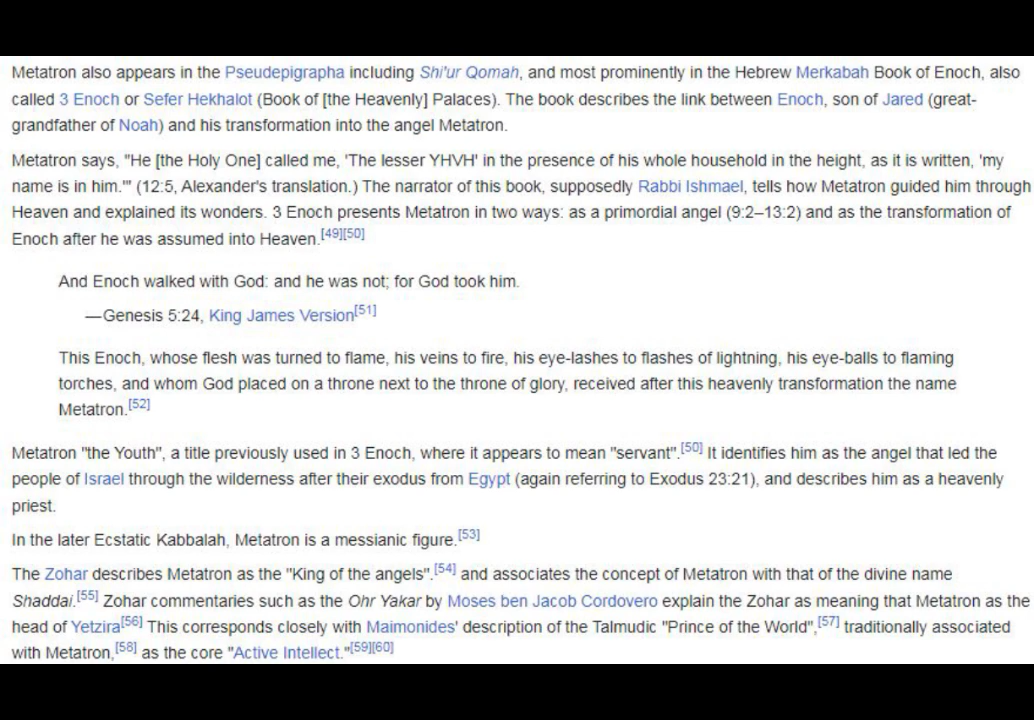 Metatron also appears in the Pseudepigrapha including Shi'ur Qomah, and most prominently in the Hebrew Merkabah Book of Enoch, also
called 3 Enoch or Sefer Hekhalot (Book of [the Heavenly] Palaces). The book describes the link between Enoch, son of Jared (great-
grandfather of Noah) and his transformation into the angel Metatron.
Metatron says, "He [the Holy One] called me, 'The lesser YHVH' in the presence of his whole household in the height, as it is written, 'my
name is in him.'" (12:5, Alexander's translation.) The narrator of this book, supposedly Rabbi Ishmael, tells how Metatron guided him through
Heaven and explained its wonders. 3 Enoch presents Metatron in two ways: as a primordial angel (9:2–13:2) and as the transformation of
Enoch after he was assumed into Heaven.[49][50]
And Enoch walked with God: and he was not; for God took him.
—Genesis 5:24, King James Version[51]
This Enoch, whose flesh was turned to flame, his veins to fire, his eye-lashes to flashes of lightning, his eye-balls to flaming
torches, and whom God placed on a throne next to the throne of glory, received after this heavenly transformation the name
Metatron.[52]
Metatron "the Youth", a title previously used in 3 Enoch, where it appears to mean "servant".[50] It identifies him as the angel that led the
people of Israel through the wilderness after their exodus from Egypt (again referring to Exodus 23:21), and describes him as a heavenly
priest.
In the later Ecstatic Kabbalah, Metatron is a messianic figure.[53]
The Zohar describes Metatron as the "King of the angels".[54] and associates the concept of Metatron with that of the divine name
Shaddai.[55] Zohar commentaries such as the Ohr Yakar by Moses ben Jacob Cordovero explain the Zohar as meaning that Metatron as the
head of Yetzira[56] This corresponds closely with Maimonides' description of the Talmudic "Prince of the World",[57] traditionally associated
with Metatron,[58] as the core "Active Intellect."[59][60]